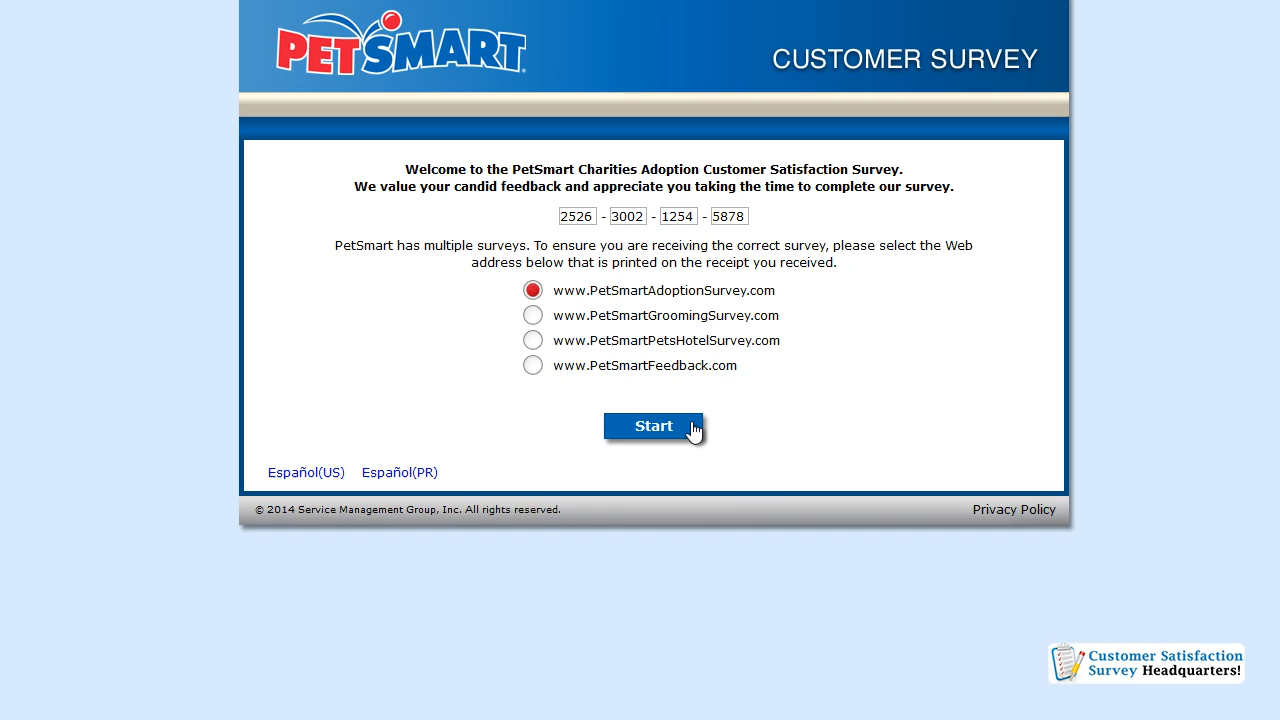 PETSMART
CUSTOMER SURVEY
Welcome to the PetSmart Charities Adoption Customer Satisfaction Survey.
We value your candid feedback and appreciate you taking the time to complete our survey.
2526 - 3002 - 1254 - 5878
PetSmart has multiple surveys. To ensure you are receiving the correct survey, please select the Web
address below that is printed on the receipt you received.
www.PetSmartAdoptionSurvey.com
www.PetSmartGroomingSurvey.com
www.PetSmartPetsHotelSurvey.com
www.PetSmartFeedback.com
Start
Español(US) Español(PR)
© 2014 Service Management Group, Inc. All rights reserved. Privacy Policy
Customer Satisfaction
Survey Headquarters!